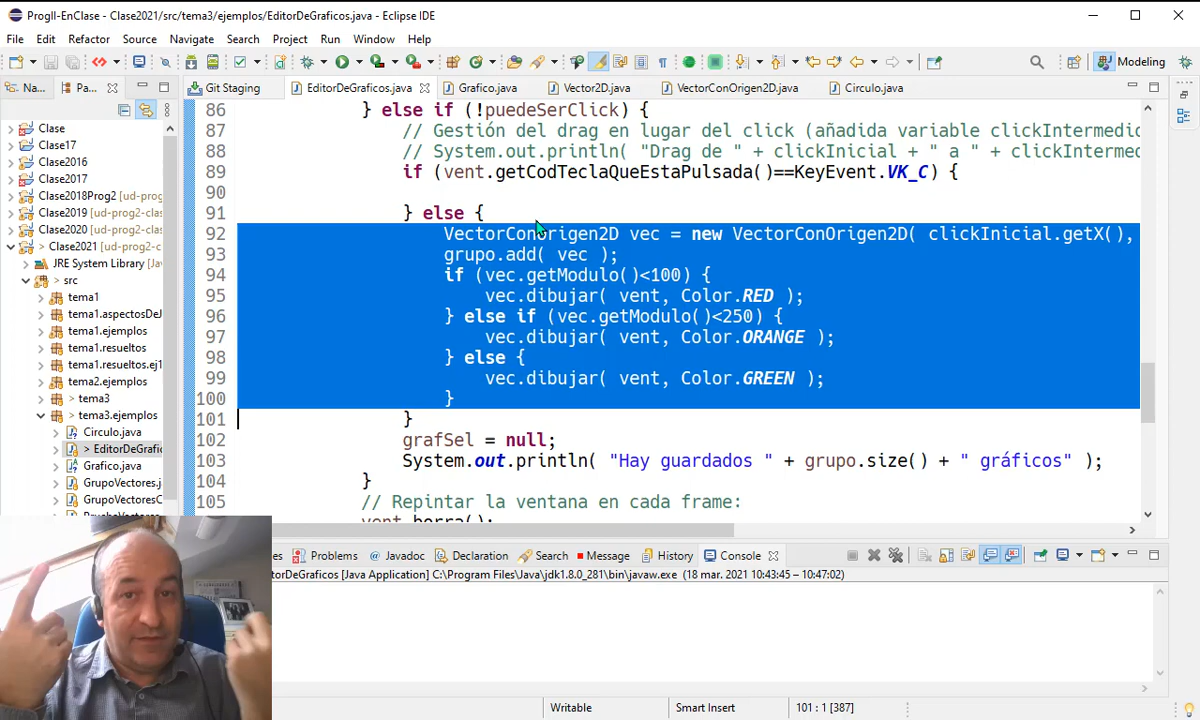 ProgII-EnClase - Clase2021/src/tema3/ejemplos/EditorDeGraficos.java - Eclipse IDE
File Edit Refactor Source Navigate Search Project Run Window Help
Modeling
Na... Pa... Git Staging EditorDeGraficos.java Grafico.java Vector2D.java VectorConOrigen2D.java Circulo.java
Clase
Clase17
Clase2016
Clase2017
Clase2018Prog2 (ud-prog
Clase2019 (ud-prog2-clas
Clase2020 (ud-prog2-clas
> Clase2021 (ud-prog2-c
JRE System Library [Java
> src
tema1
tema1.aspectosDeJ
tema1.ejemplos
tema1.resueltos
tema1.resueltos.ej1
tema2.ejemplos
> tema3
> tema3.ejemplos
Circulo.java
> EditorDeGrafic
Grafico.java
GrupoVectores.j
GrupoVectoresC
86 } else if (!puedeSerClick) {
87 // Gestión del drag en lugar del click (añadida variable clickIntermedio
88 // System.out.println( "Drag de " + clickInicial + " a " + clickIntermed
89 if (vent.getCodTeclaQueEstaPulsada()==KeyEvent.VK_C) {
90
91 } else {
92 VectorConOrigen2D vec = new VectorConOrigen2D( clickInicial.getX(),
93 grupo.add( vec );
94 if (vec.getModulo()<100) {
95 vec.dibujar( vent, Color.RED );
96 } else if (vec.getModulo()<250) {
97 vec.dibujar( vent, Color.ORANGE );
98 } else {
99 vec.dibujar( vent, Color.GREEN );
100 }
101 }
102 grafSel = null;
103 System.out.println( "Hay guardados " + grupo.size() + " gráficos" );
104 }
105 // Repintar la ventana en cada frame:
vent.borra();
es Problems @ Javadoc Declaration Search Message History Console
torDeGraficos [Java Application] C:\Program Files\Java\jdk1.8.0_281\bin\javaw.exe (18 mar. 2021 10:43:45 – 10:47:02)
Writable Smart Insert 101 : 1 [387]